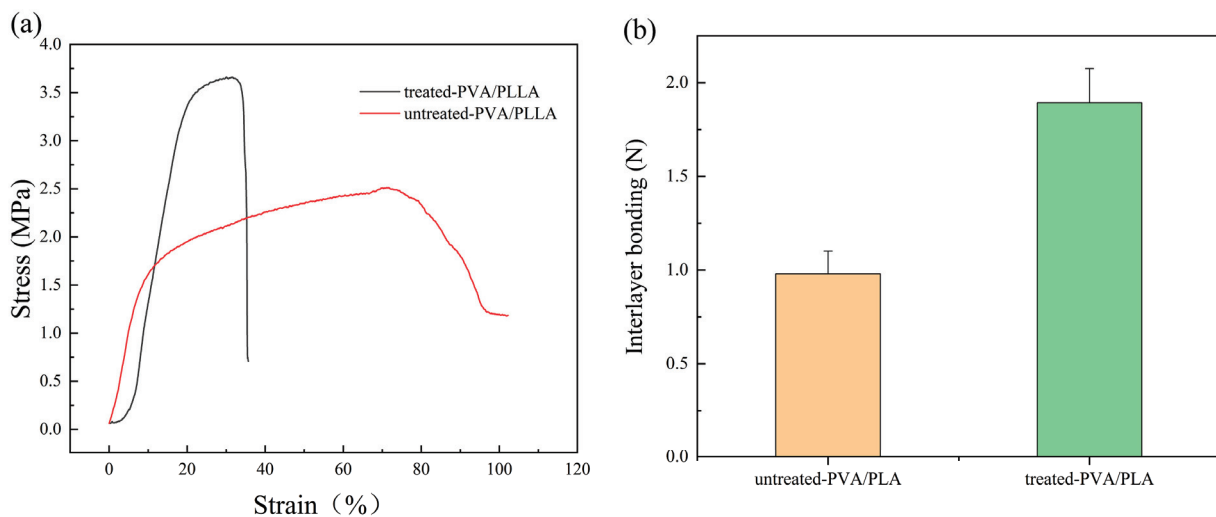 (a)
4.0
3.5
3.0
2.5
2.0
1.5
1.0
0.5
0.0
Stress (MPa)
treated-PVA/PLLA
untreated-PVA/PLLA
0 20 40 60 80 100 120
Strain (%)
(b)
2.0
1.5
1.0
0.5
0.0
Interlayer bonding (N)
untreated-PVA/PLA treated-PVA/PLA